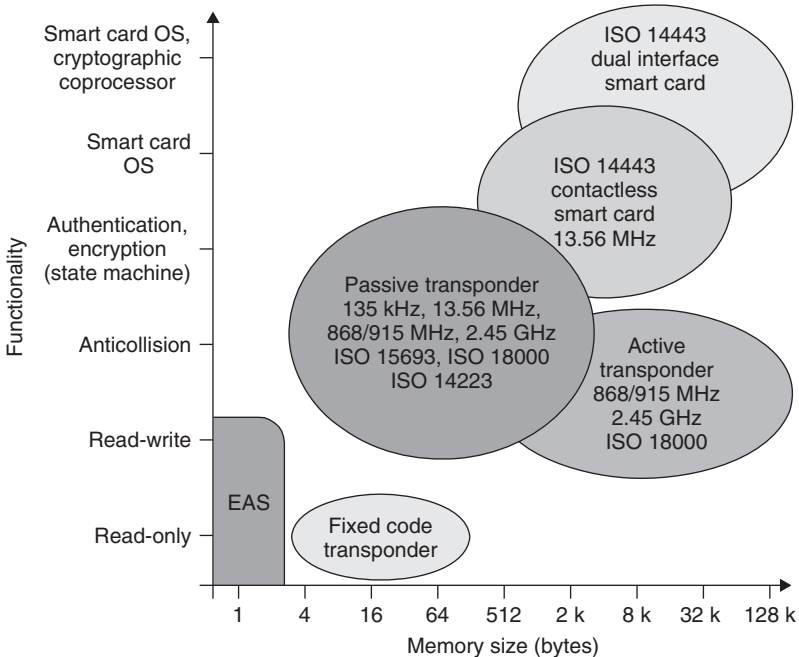 Smart card OS,
cryptographic
coprocessor
Smart card
OS
Authentication,
encryption
(state machine)
Anticollision
Read-write
Read-only
Functionality
ISO 14443
dual interface
smart card
ISO 14443
contactless
smart card
13.56 MHz
Passive transponder
135 kHz, 13.56 MHz,
868/915 MHz, 2.45 GHz
ISO 15693, ISO 18000
ISO 14223
Active
transponder
868/915 MHz
2.45 GHz
ISO 18000
EAS
Fixed code
transponder
1 4 16 64 512 2 k 8 k 32 k 128 k
Memory size (bytes)